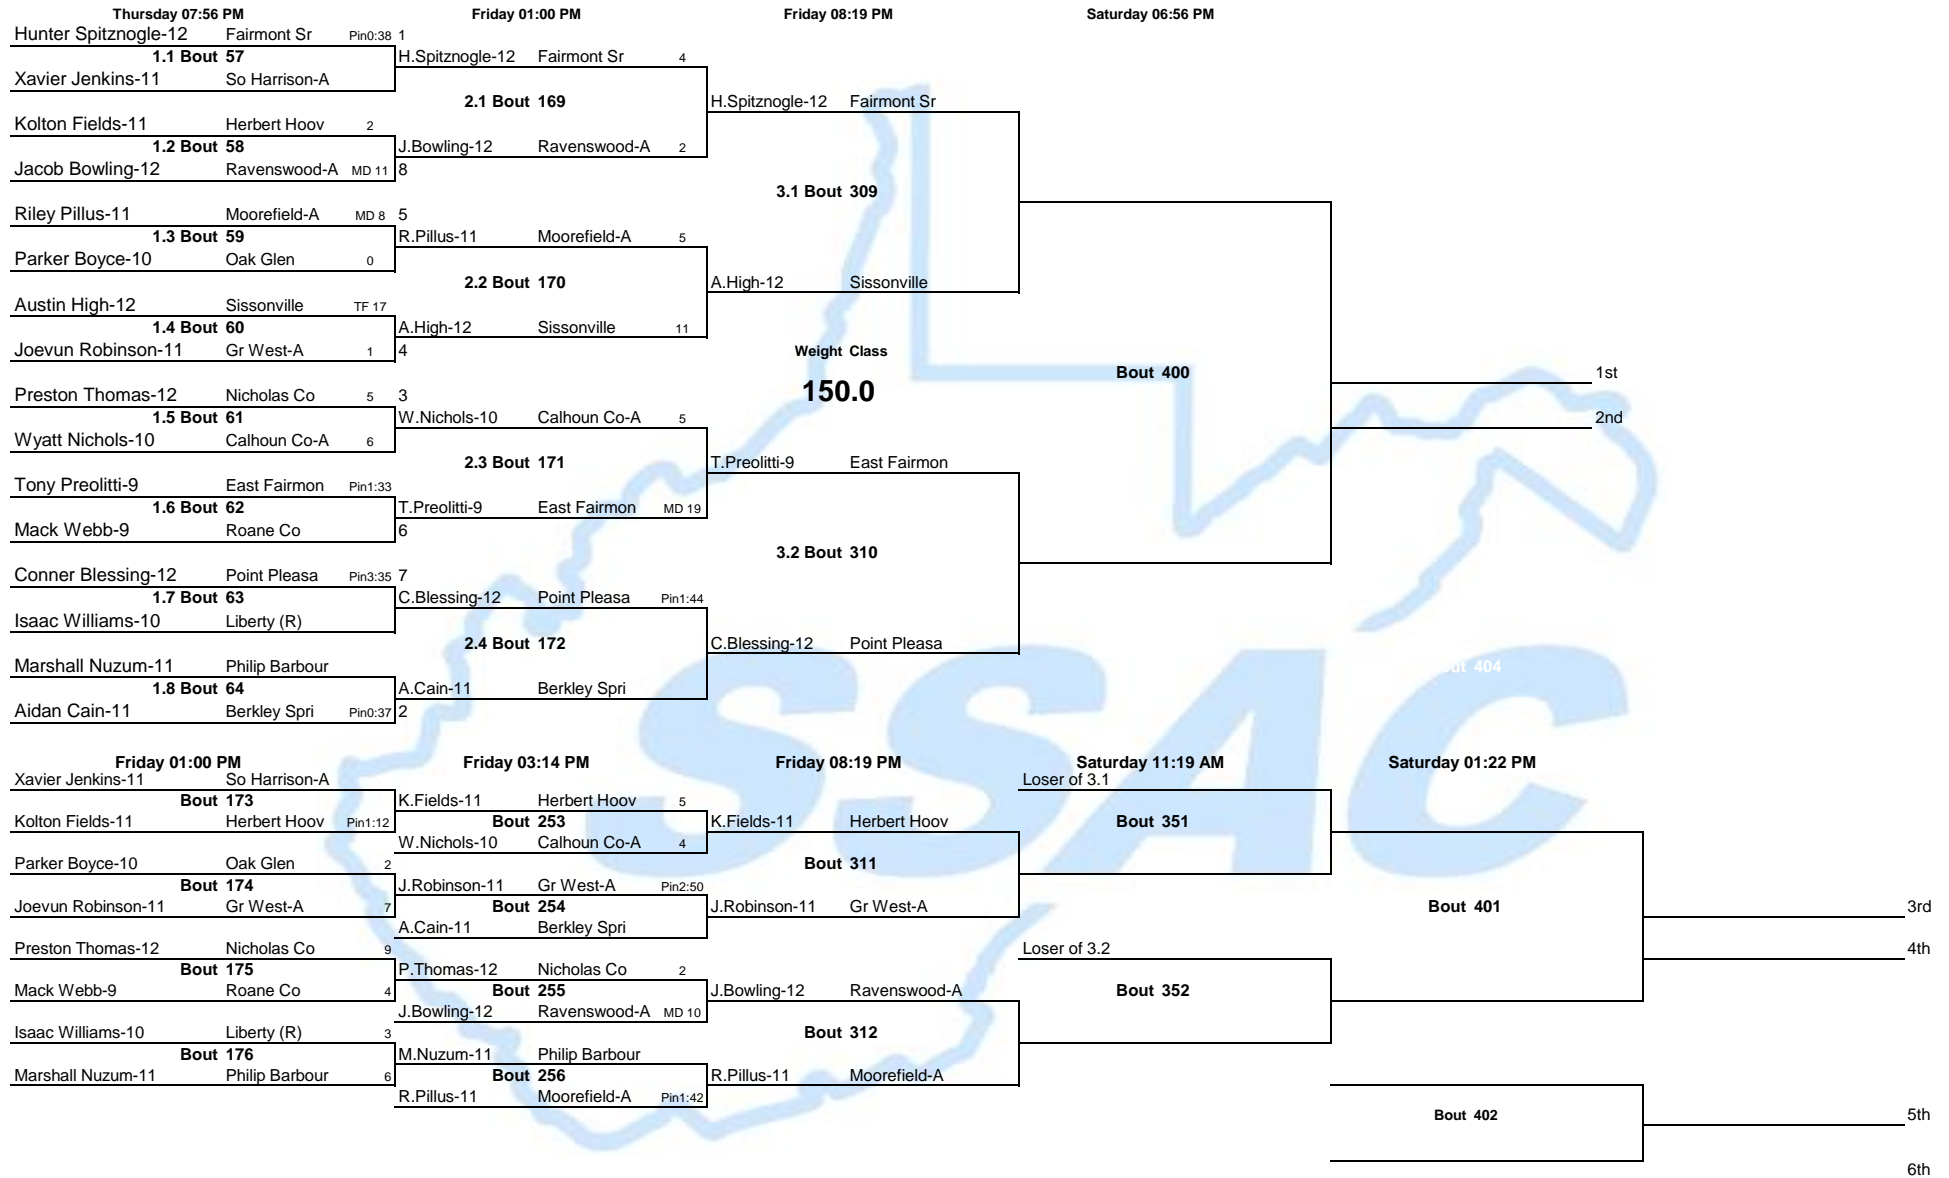 Thursday 07:56 PM Friday 01:00 PM Friday 08:19 PM Saturday 06:56 PM
Hunter Spitznogle-12 Fairmont Sr Pin0:38 1
1.1 Bout 57 H.Spitznogle-12 Fairmont Sr 4
Xavier Jenkins-11 So Harrison-A
2.1 Bout 169 H.Spitznogle-12 Fairmont Sr
Kolton Fields-11 Herbert Hoov 2
1.2 Bout 58 J.Bowling-12 Ravenswood-A 2
Jacob Bowling-12 Ravenswood-A MD 11 8
3.1 Bout 309
Riley Pillus-11 Moorefield-A MD 8 5
1.3 Bout 59 R.Pillus-11 Moorefield-A 5
Parker Boyce-10 Oak Glen 0
2.2 Bout 170 A.High-12 Sissonville
Austin High-12 Sissonville TF 17
1.4 Bout 60 A.High-12 Sissonville 11
Joevun Robinson-11 Gr West-A 1 4 Weight Class
Bout 400 1st
Preston Thomas-12 Nicholas Co 5 3 150.0
1.5 Bout 61 W.Nichols-10 Calhoun Co-A 5 2nd
Wyatt Nichols-10 Calhoun Co-A 6
2.3 Bout 171 T.Preolitti-9 East Fairmon
Tony Preolitti-9 East Fairmon Pin1:33
1.6 Bout 62 T.Preolitti-9 East Fairmon MD 19
Mack Webb-9 Roane Co 6
3.2 Bout 310
Conner Blessing-12 Point Pleasa Pin3:35 7
1.7 Bout 63 C.Blessing-12 Point Pleasa Pin1:44
Isaac Williams-10 Liberty (R)
2.4 Bout 172 C.Blessing-12 Point Pleasa
Marshall Nuzum-11 Philip Barbour 404
1.8 Bout 64 A.Cain-11 Berkley Spri
Aidan Cain-11 Berkley Spri Pin0:37 2
SSAC
Friday 01:00 PM Friday 03:14 PM Friday 08:19 PM Saturday 11:19 AM Saturday 01:22 PM
Xavier Jenkins-11 So Harrison-A Loser of 3.1
Bout 173 K.Fields-11 Herbert Hoov 5
Kolton Fields-11 Herbert Hoov Pin1:12 Bout 253 K.Fields-11 Herbert Hoov Bout 351
W.Nichols-10 Calhoun Co-A 4
Parker Boyce-10 Oak Glen 2 Bout 311
Bout 174 J.Robinson-11 Gr West-A Pin2:50
Joevun Robinson-11 Gr West-A 7 Bout 254 J.Robinson-11 Gr West-A Bout 401 3rd
A.Cain-11 Berkley Spri
Preston Thomas-12 Nicholas Co 9 Loser of 3.2 4th
Bout 175 P.Thomas-12 Nicholas Co 2
Mack Webb-9 Roane Co 4 Bout 255 J.Bowling-12 Ravenswood-A Bout 352
J.Bowling-12 Ravenswood-A MD 10
Isaac Williams-10 Liberty (R) 3 Bout 312
Bout 176 M.Nuzum-11 Philip Barbour
Marshall Nuzum-11 Philip Barbour 6 Bout 256 R.Pillus-11 Moorefield-A
R.Pillus-11 Moorefield-A Pin1:42
Bout 402 5th
6th